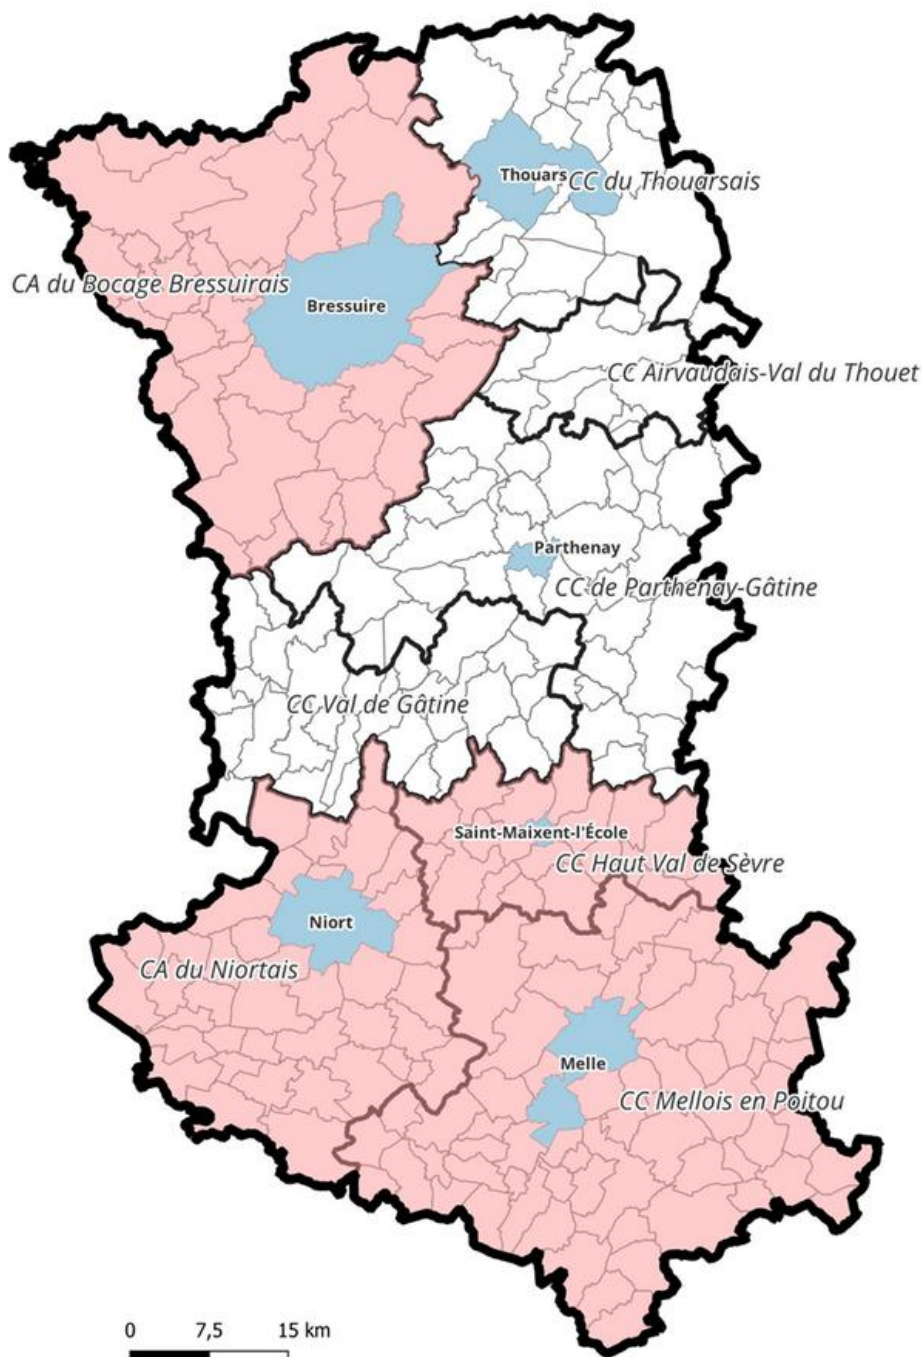 Thouars
CC du Thouarsais
CA du Bocage Bressuirais
Bressuire
CC Airvaudais-Val du Thouet
Parthenay
CC de Parthenay-Gâtine
CC Val de Gâtine
Saint-Maixent-l'École
CC Haut Val de Sèvre
Niort
CA du Niortais
Melle
CC Mellois en Poitou
0 7,5 15 km